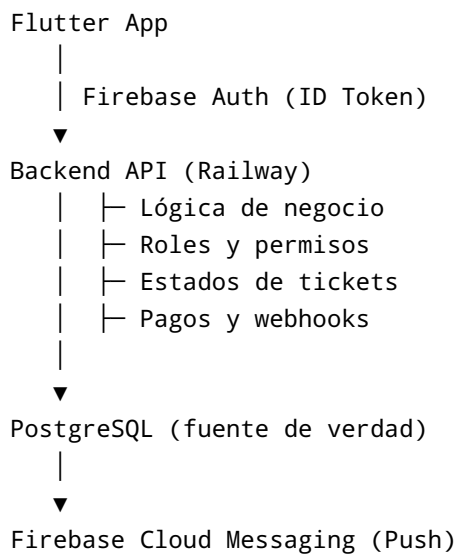 Flutter App
│
│ Firebase Auth (ID Token)
▼
Backend API (Railway)
│ ├─ Lógica de negocio
│ ├─ Roles y permisos
│ ├─ Estados de tickets
│ ├─ Pagos y webhooks
│
▼
PostgreSQL (fuente de verdad)
│
▼
Firebase Cloud Messaging (Push)